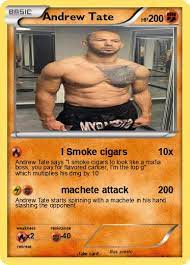 BASIC
Andrew Tate
HP200
I Smoke cigars 10x
Andrew Tate says "I smoke cigars to look like a mafia
boss, you pay for flavored cancer, I'm the top g"
which multiplies his dmg by 10
machete attack 200
Andrew Tate starts spinning with a machete in his hand
slashing the opponent
weakness resistance
x2 -40
retreat